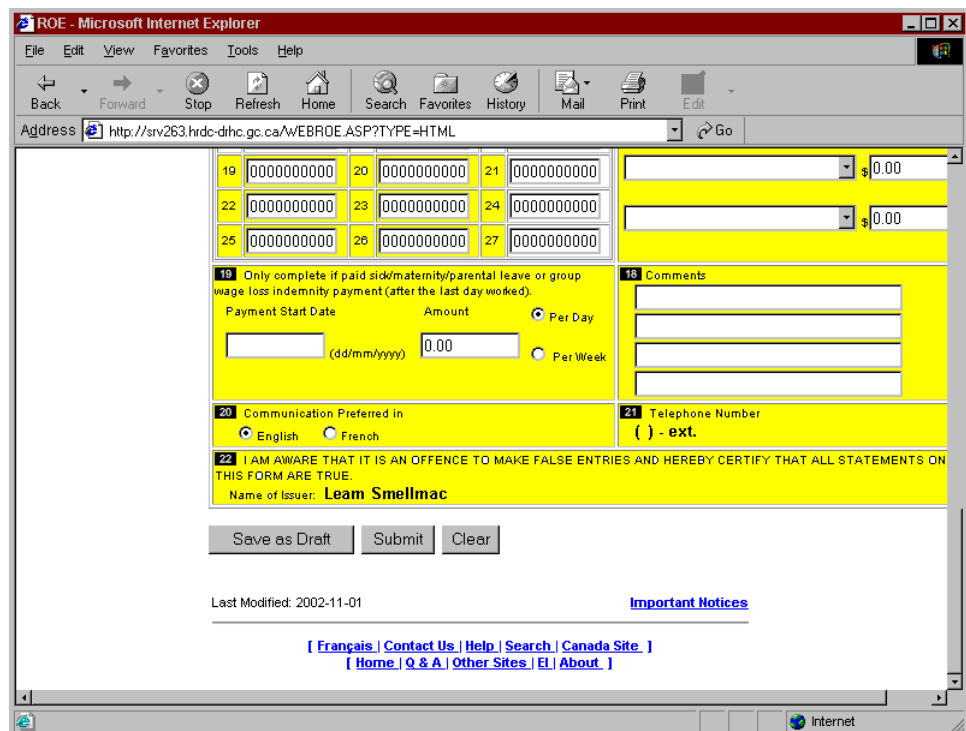 ROE - Microsoft Internet Explorer
File Edit View Favorites Tools Help
Back Forward Stop Refresh Home Search Favorites History Mail Print Edit
Address http://srv263.hrdc-drhc.gc.ca/WEBROE.ASP?TYPE=HTML Go
19 0000000000 20 0000000000 21 0000000000 $ 0.00
22 0000000000 23 0000000000 24 0000000000 $ 0.00
25 0000000000 26 0000000000 27 0000000000
19 Only complete if paid sick/maternity/parental leave or group
wage loss indemnity payment (after the last day worked).
Payment Start Date Amount Per Day
(dd/mm/yyyy) 0.00 Per Week
18 Comments
20 Communication Preferred in
English French
21 Telephone Number
( ) - ext.
22 I AM AWARE THAT IT IS AN OFFENCE TO MAKE FALSE ENTRIES AND HEREBY CERTIFY THAT ALL STATEMENTS ON
THIS FORM ARE TRUE.
Name of Issuer: Leam Smellmac
Save as Draft Submit Clear
Last Modified: 2002-11-01 Important Notices
[ Français | Contact Us | Help | Search | Canada Site ]
[ Home | Q & A | Other Sites | EI | About ]
Internet